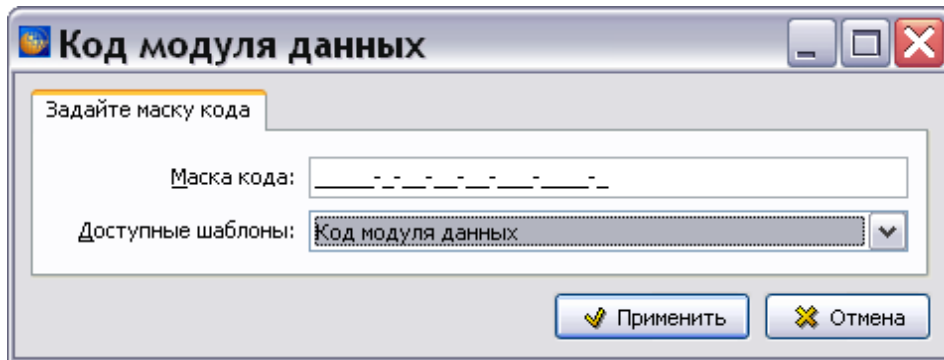 Код модуля данных
Задайте маску кода
Маска кода: _____-_-__-__-__-___-____-_
Доступные шаблоны: Код модуля данных
Применить Отмена